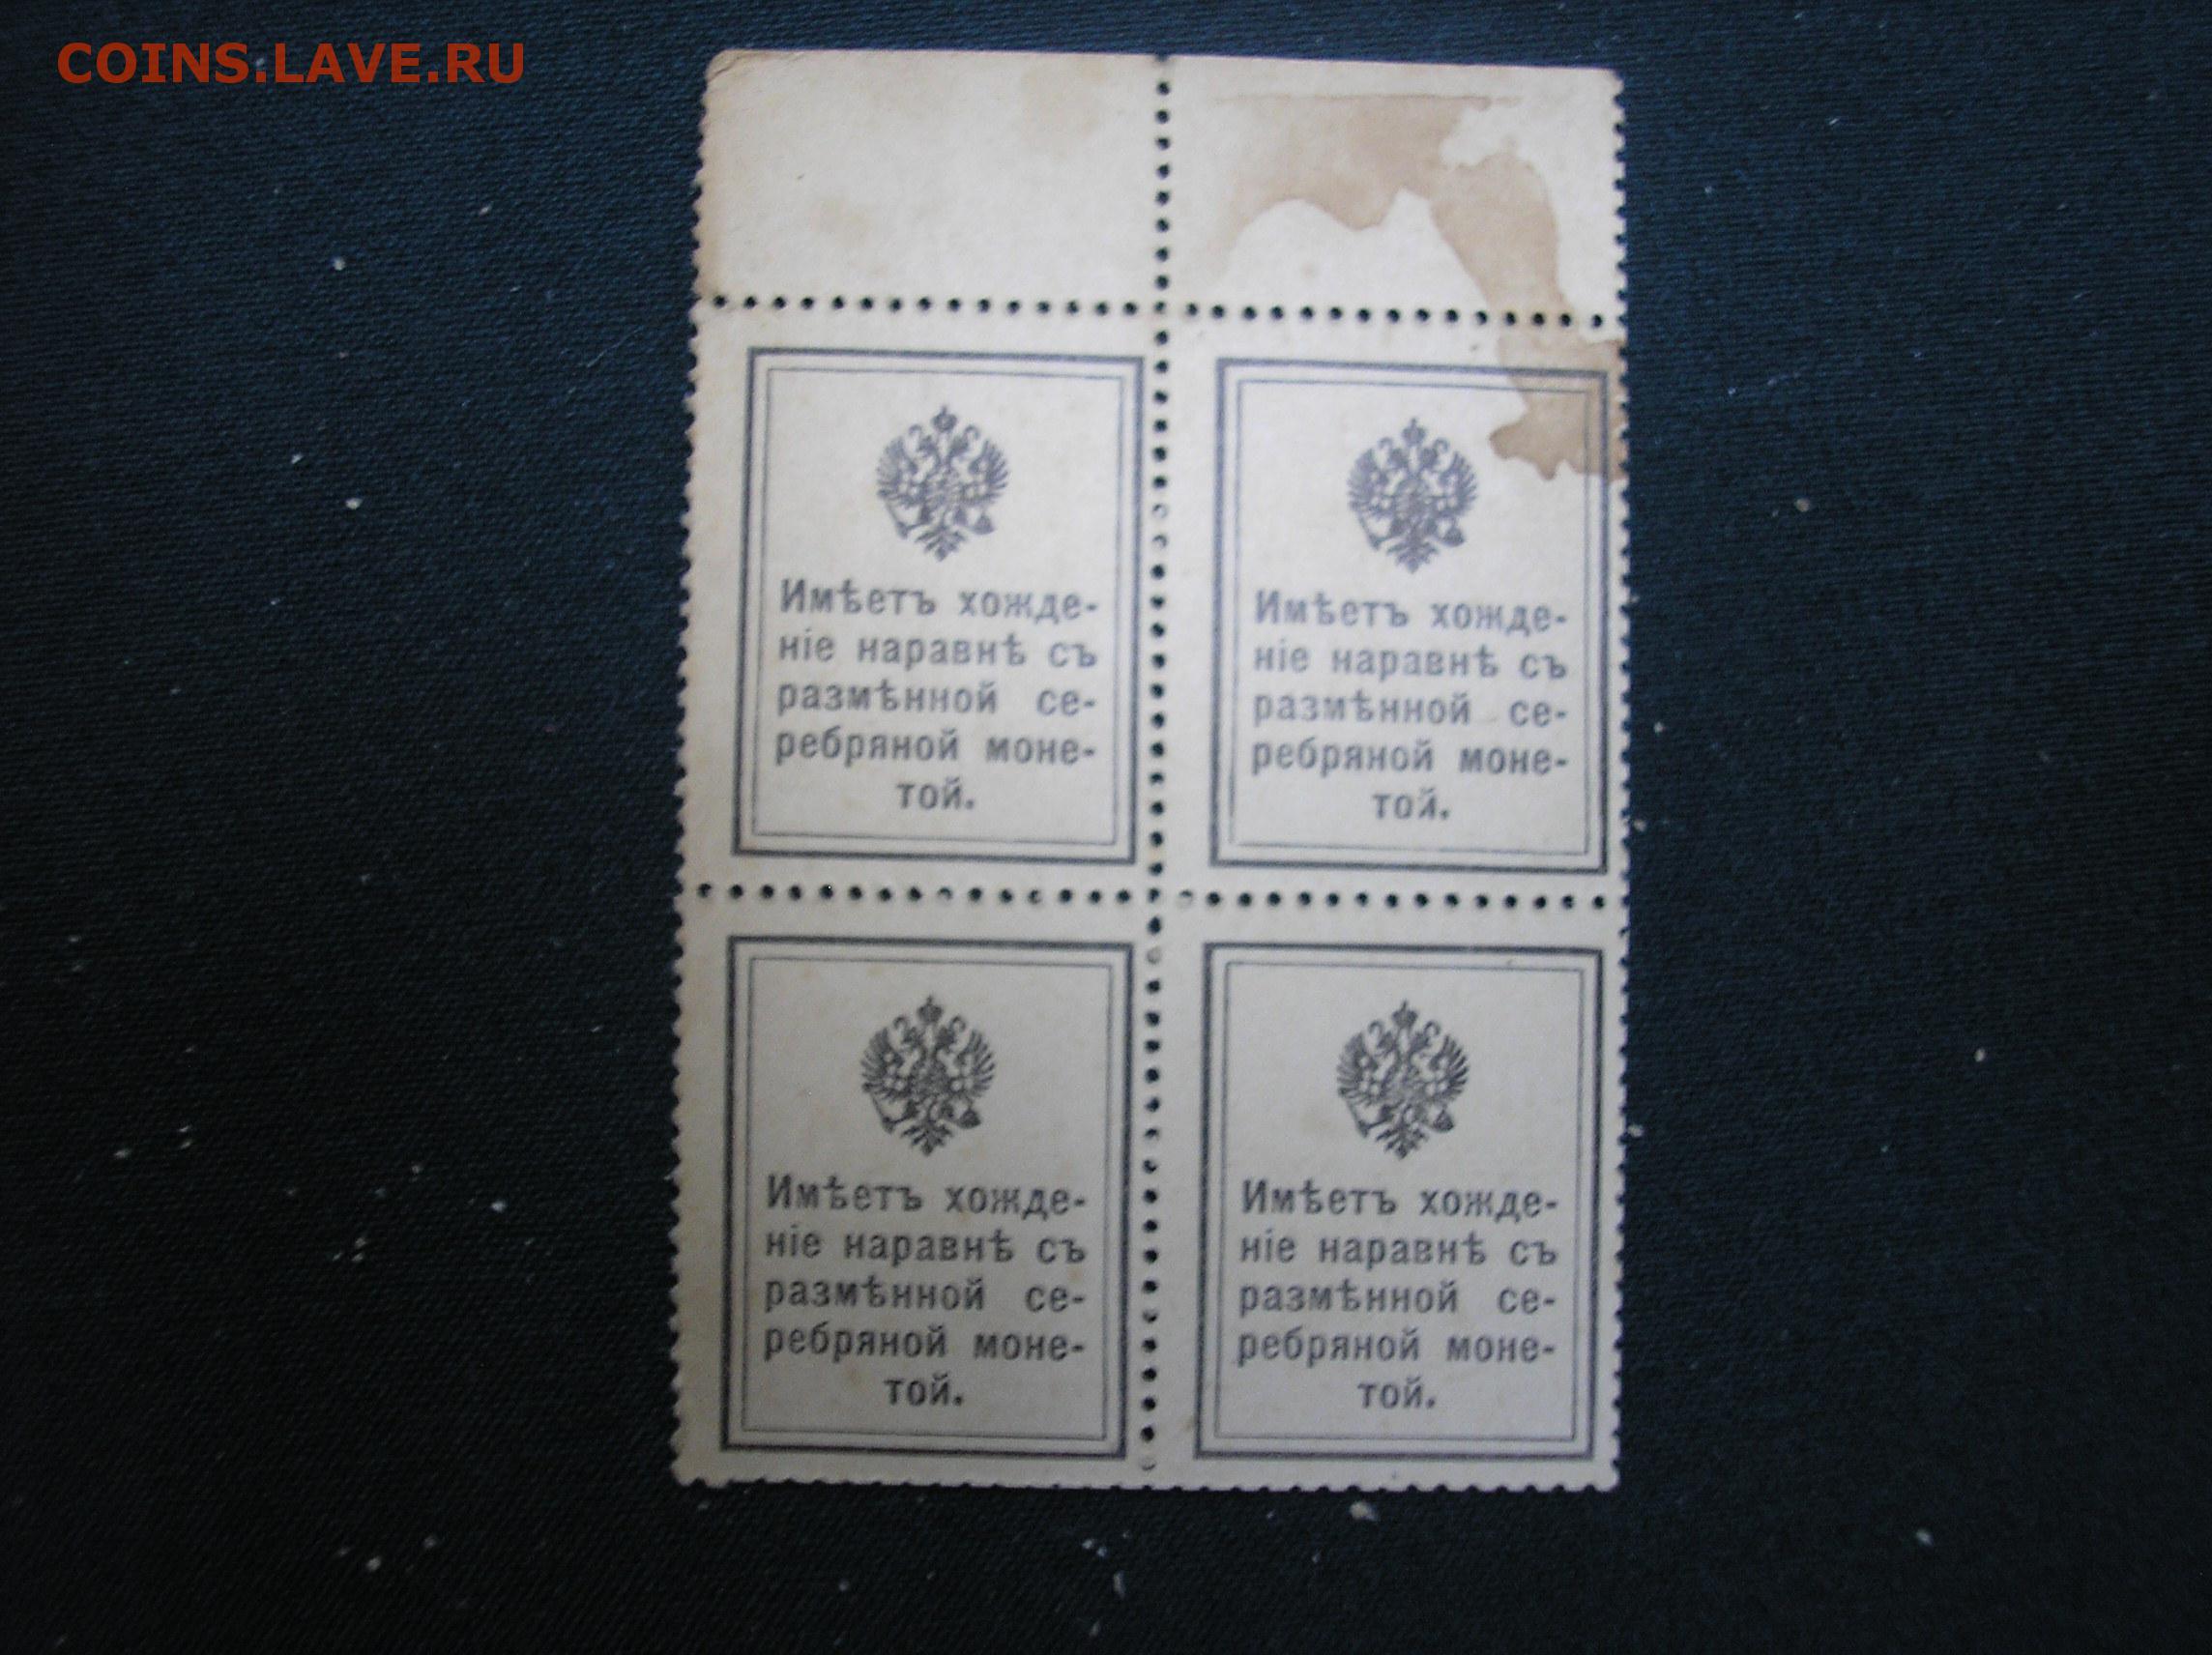 COINS.LAVE.RU
Имѣетъ хожде-
ніе наравнѣ съ
размѣнной се-
ребряной моне-
той.
Имѣетъ хожде-
ніе наравнѣ съ
размѣнной се-
ребряной моне-
той.
Имѣетъ хожде-
ніе наравнѣ съ
размѣнной се-
ребряной моне-
той.
Имѣетъ хожде-
ніе наравнѣ съ
размѣнной се-
ребряной моне-
той.